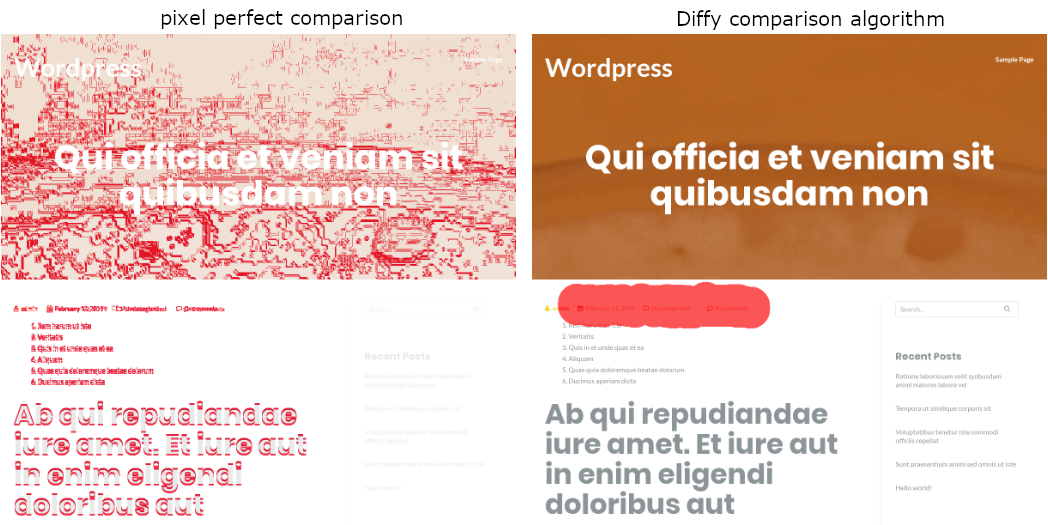 pixel perfect comparison
Diffy comparison algorithm
Wordpress
Sample Page
Qui officia et veniam sit
quibusdam non
admin February 12, 2019 Uncategorized
Search...
1. Rem harum ut iste
2. Veritatis
3. Quis in et unde quas et ea
4. Aliquam
5. Quae quia doloremque beatae dolorum
6. Ducimus aperiam dicta
Recent Posts
Ratione laboriosam velit quibusdam
animi maiores labore vel
Tempora ut similique corporis sit
Voluptatibus tenetur iste commodi
officiis repellat
Sunt praesentium animi sed omnis ut iste
Hello world!
Ab qui repudiandae
iure amet. Et iure aut
in enim eligendi
doloribus aut
Wordpress
Sample Page
Qui officia et veniam sit
quibusdam non
admin February 12, 2019 Uncategorized 0 comments
Search...
2. Veritatis
3. Quis in et unde quas et ea
4. Aliquam
5. Quae quia doloremque beatae dolorum
6. Ducimus aperiam dicta
Recent Posts
Ratione laboriosam velit quibusdam
animi maiores labore vel
Tempora ut similique corporis sit
Voluptatibus tenetur iste commodi
officiis repellat
Sunt praesentium animi sed omnis ut iste
Hello world!
Ab qui repudiandae
iure amet. Et iure aut
in enim eligendi
doloribus aut